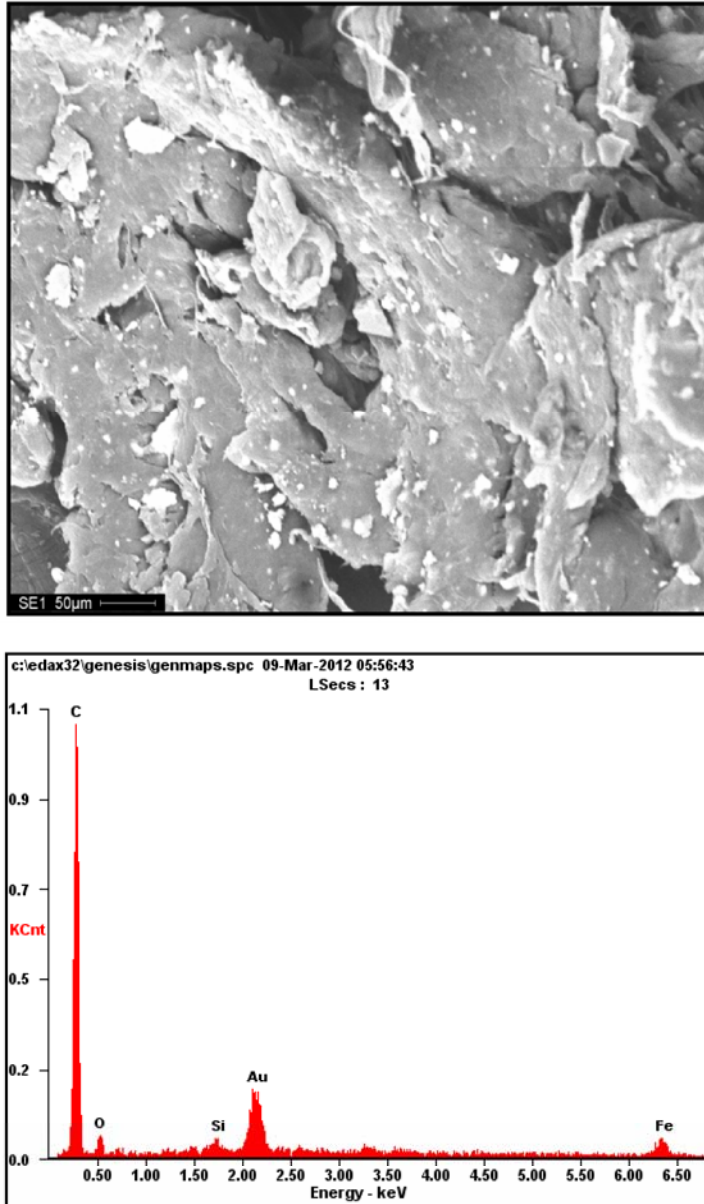 SE1 50µm
c:\edax32\genesis\genmaps.spc 09-Mar-2012 05:56:43
LSecs : 13
1.1
C
0.9
0.7
KCnt
0.5
0.2
Au
O
Si
Fe
0.0
0.50 1.00 1.50 2.00 2.50 3.00 3.50 4.00 4.50 5.00 5.50 6.00 6.50
Energy - keV